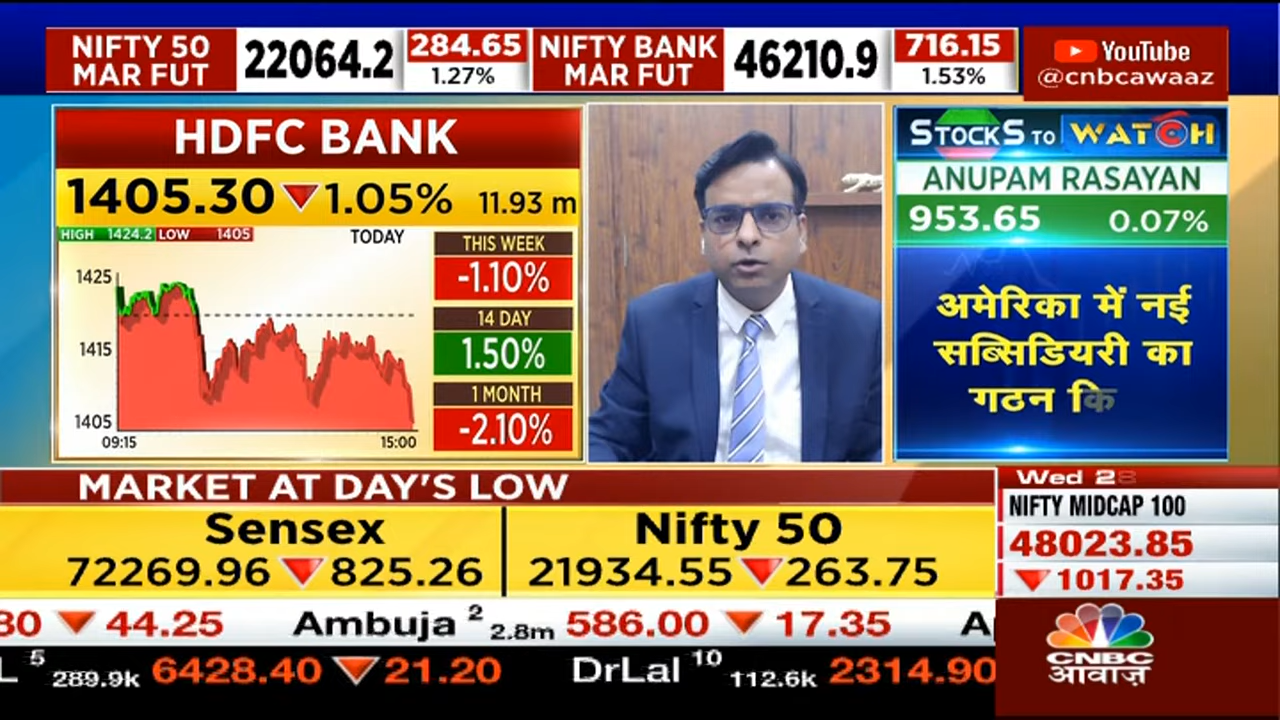 NIFTY 50
MAR FUT
22064.2
284.65
1.27%
NIFTY BANK
MAR FUT
46210.9
716.15
1.53%
YouTube
@cnbcawaaz
HDFC BANK
1405.30 1.05% 11.93 m
HIGH 1424.2 LOW 1405
TODAY
1425
1415
1405
09:15 15:00
THIS WEEK
-1.10%
14 DAY
1.50%
1 MONTH
-2.10%
STOCKS TO WATCH
ANUPAM RASAYAN
953.65 0.07%
अमेरिका में नई
सब्सिडियरी का
गठन कि
MARKET AT DAY'S LOW
Sensex
72269.96 825.26
Nifty 50
21934.55 263.75
Wed 28
NIFTY MIDCAP 100
48023.85
1017.35
30 44.25 Ambuja 2 2.8m 586.00 17.35 A
L 5 289.9k 6428.40 21.20 DrLal 10 112.6k 2314.90
CNBC
आवाज़